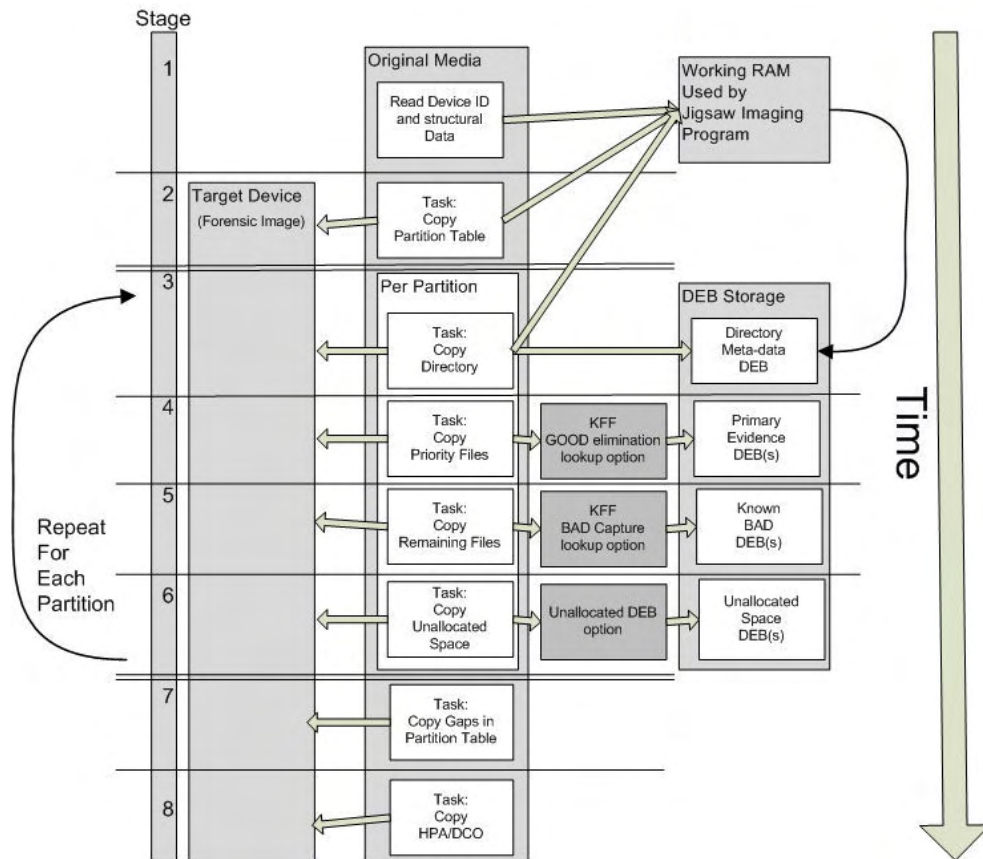 Stage
1
Original Media
Read Device ID
and structural
Data
Working RAM
Used by
Jigsaw Imaging
Program
2
Target Device
(Forensic Image)
Task:
Copy
Partition Table
3
Per Partition
Task:
Copy
Directory
DEB Storage
Directory
Meta-data
DEB
4
Task:
Copy
Priority Files
KFF
GOOD elimination
lookup option
Primary
Evidence
DEB(s)
5
Task:
Copy
Remaining Files
KFF
BAD Capture
lookup option
Known
BAD
DEB(s)
6
Task:
Copy
Unallocated
Space
Unallocated DEB
option
Unallocated
Space
DEB(s)
Repeat
For
Each
Partition
7
Task:
Copy Gaps in
Partition Table
8
Task:
Copy
HPA/DCO
Time